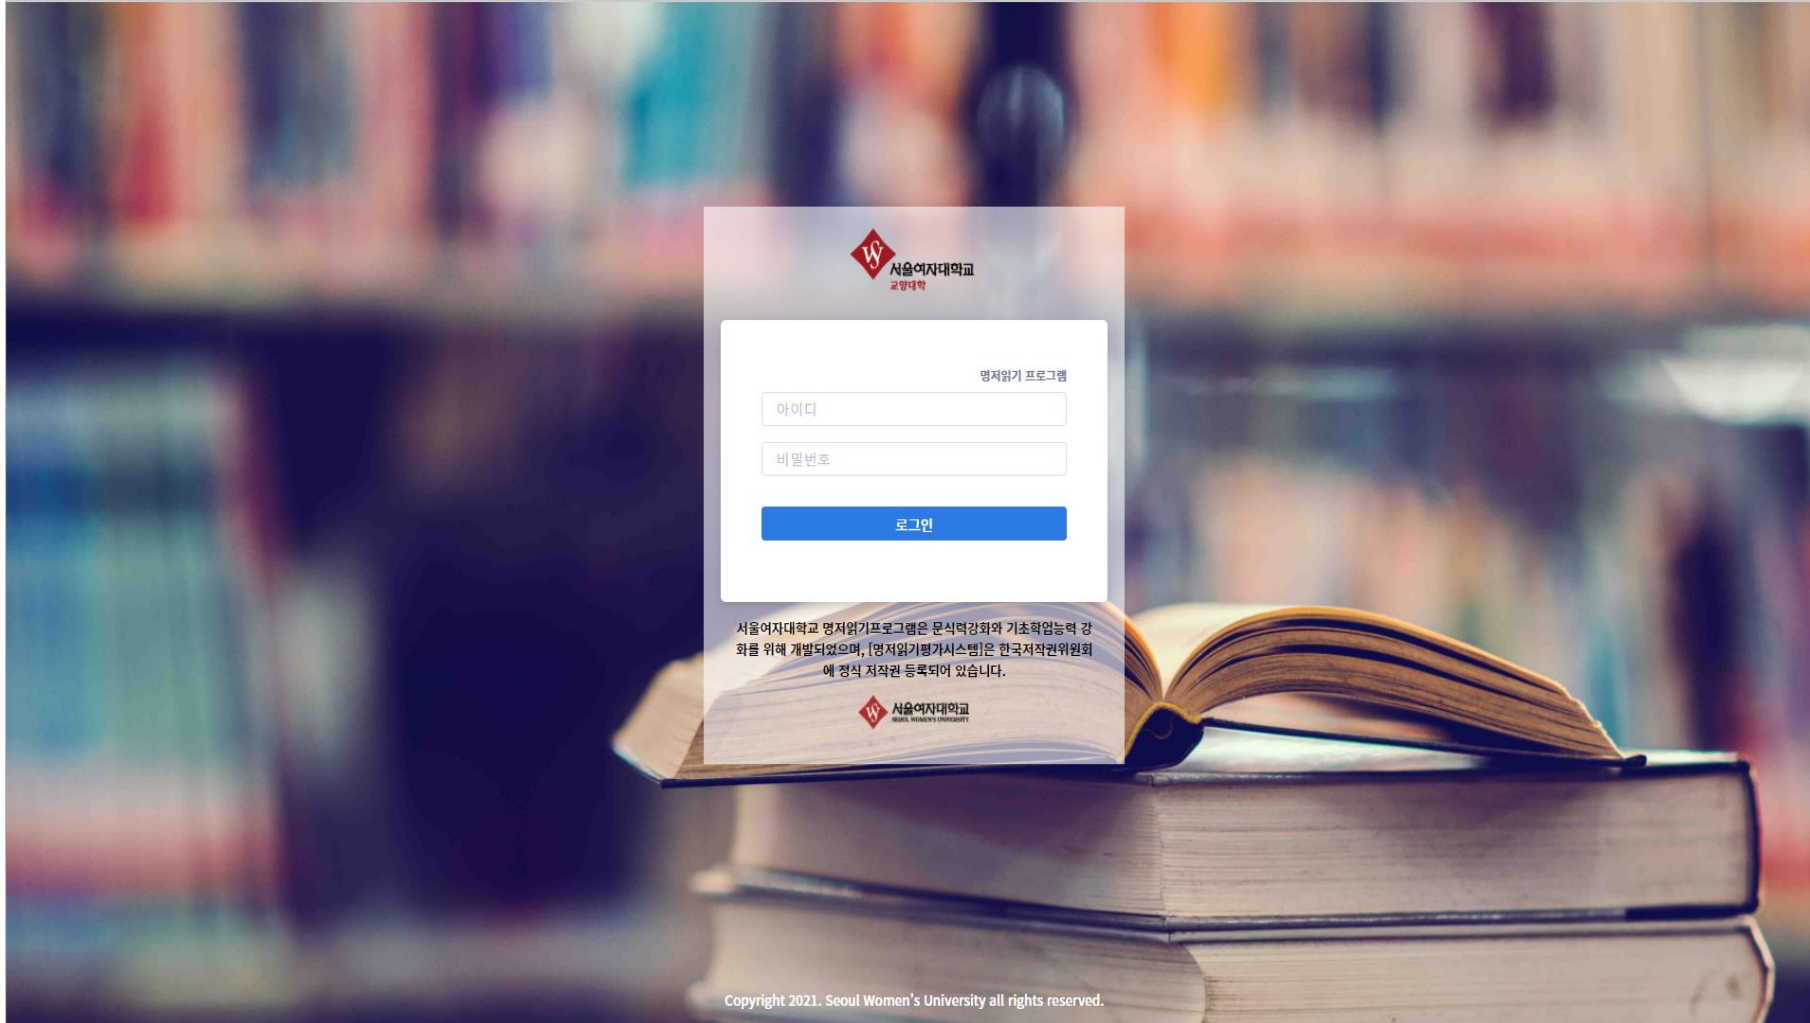 서울여자대학교
교양대학
명저읽기 프로그램
아이디
비밀번호
로그인
서울여자대학교 명저읽기프로그램은 문식력강화와 기초학업능력 강
화를 위해 개발되었으며, [명저읽기평가시스템]은 한국저작권위원회
에 정식 저작권 등록되어 있습니다.
서울여자대학교
SEOUL WOMEN'S UNIVERSITY
Copyright 2021. Seoul Women's University all rights reserved.